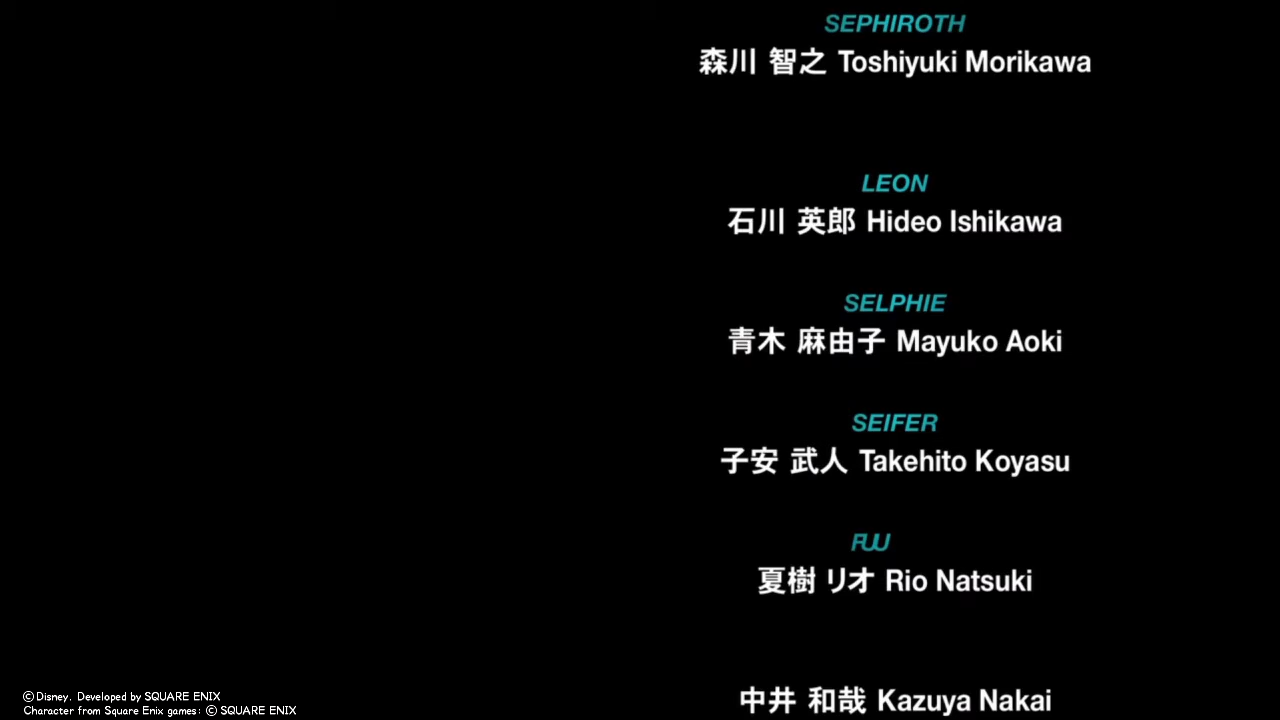 SEPHIROTH
森川 智之 Toshiyuki Morikawa
LEON
石川 英郎 Hideo Ishikawa
SELPHIE
青木 麻由子 Mayuko Aoki
SEIFER
子安 武人 Takehito Koyasu
FUU
夏樹 リオ Rio Natsuki
中井 和哉 Kazuya Nakai
©Disney. Developed by SQUARE ENIX
Character from Square Enix games: © SQUARE ENIX